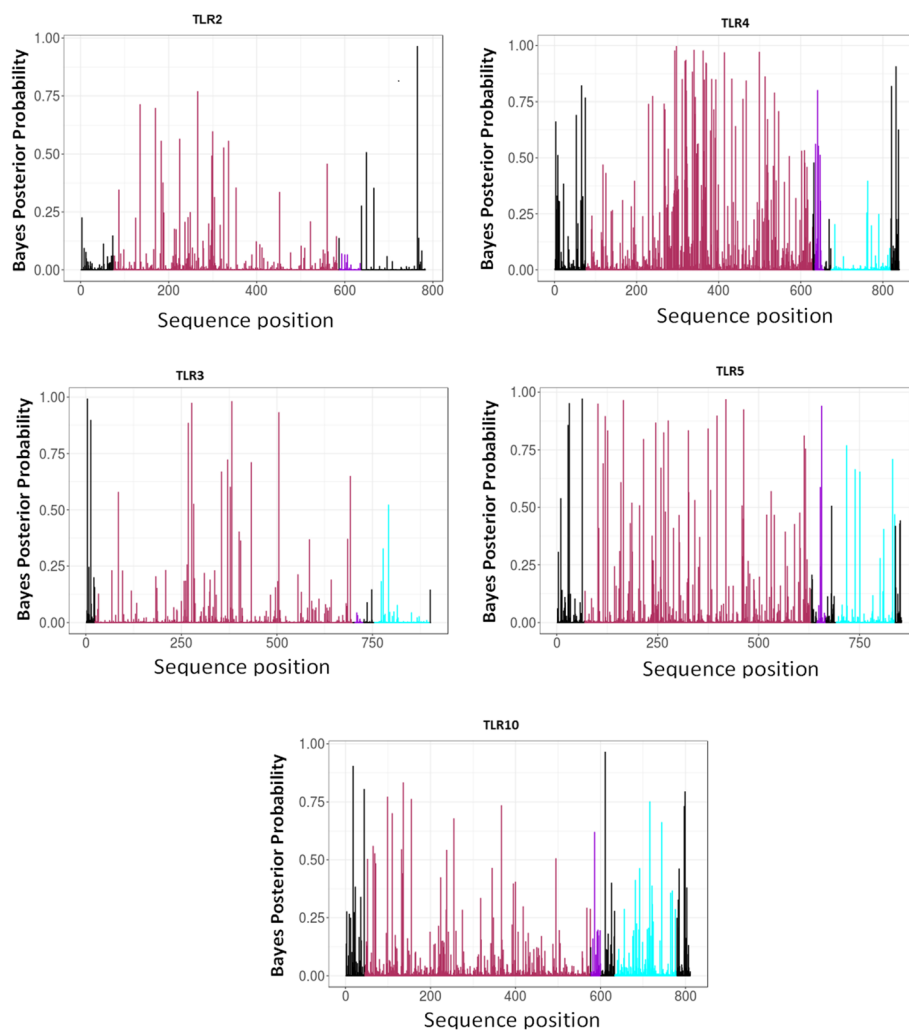 TLR2
Bayes Posterior Probability
1.00
0.75
0.50
0.25
0.00
0 200 400 600 800
Sequence position
TLR4
Bayes Posterior Probability
1.00
0.75
0.50
0.25
0.00
0 200 400 600 800
Sequence position
TLR3
Bayes Posterior Probability
1.00
0.75
0.50
0.25
0.00
0 250 500 750
Sequence position
TLR5
Bayes Posterior Probability
1.00
0.75
0.50
0.25
0.00
0 250 500 750
Sequence position
TLR10
Bayes Posterior Probability
1.00
0.75
0.50
0.25
0.00
0 200 400 600 800
Sequence position